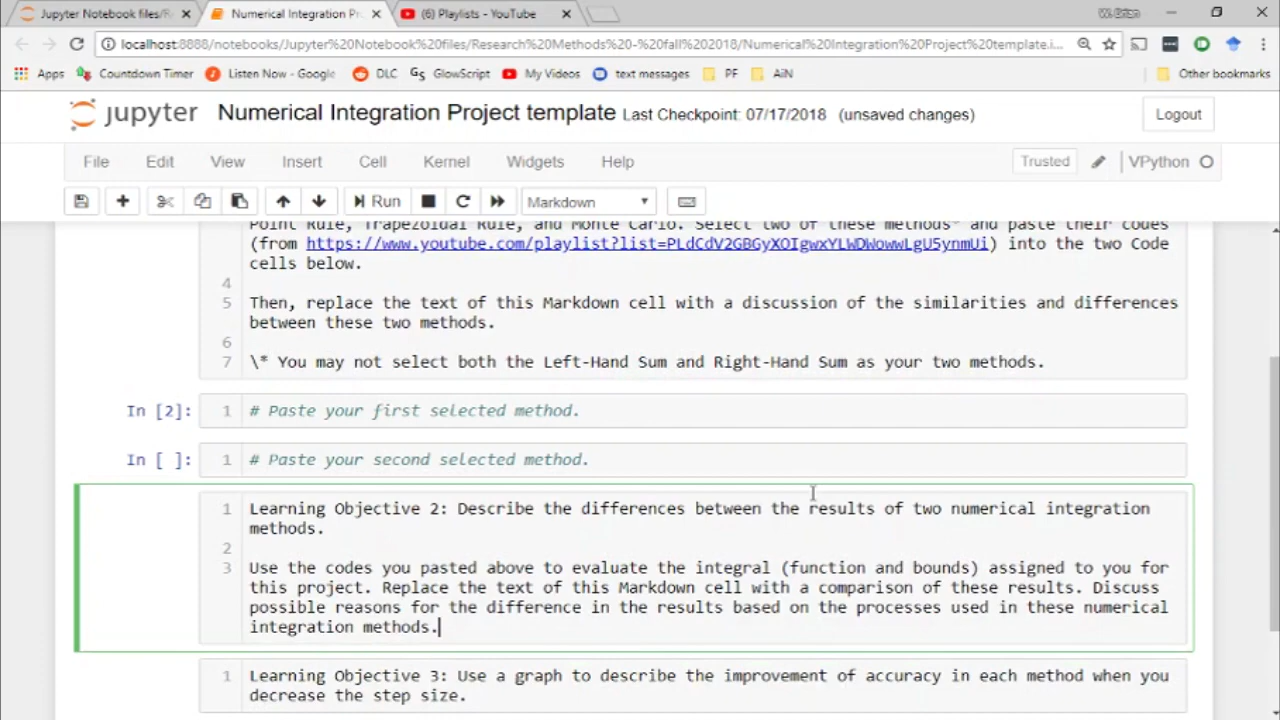 Jupyter Notebook files/R
Numerical Integration Pr
(6) Playlists - YouTube
localhost:8888/notebooks/Jupyter%20Notebook%20files/Research%20Methods%20-%20fall%202018/Numerical%20Integration%20Project%20template.i...
Apps Countdown Timer Listen Now - Google DLC GlowScript My Videos text messages PF AiN Other bookmarks
jupyter Numerical Integration Project template Last Checkpoint: 07/17/2018 (unsaved changes) Logout
File Edit View Insert Cell Kernel Widgets Help Trusted VPython
Run Markdown
Point Rule, Trapezoidal Rule, and Monte Carlo. Select two of these methods* and paste their codes
(from https://www.youtube.com/playlist?list=PLdCdV2GBGyXOIgwxYLWDWowwLgU5ynmUi) into the two Code
cells below.
4
5 Then, replace the text of this Markdown cell with a discussion of the similarities and differences
between these two methods.
6
7 \* You may not select both the Left-Hand Sum and Right-Hand Sum as your two methods.
In [2]: 1 # Paste your first selected method.
In [ ]: 1 # Paste your second selected method.
1 Learning Objective 2: Describe the differences between the results of two numerical integration
methods.
2
3 Use the codes you pasted above to evaluate the integral (function and bounds) assigned to you for
this project. Replace the text of this Markdown cell with a comparison of these results. Discuss
possible reasons for the difference in the results based on the processes used in these numerical
integration methods.
1 Learning Objective 3: Use a graph to describe the improvement of accuracy in each method when you
decrease the step size.